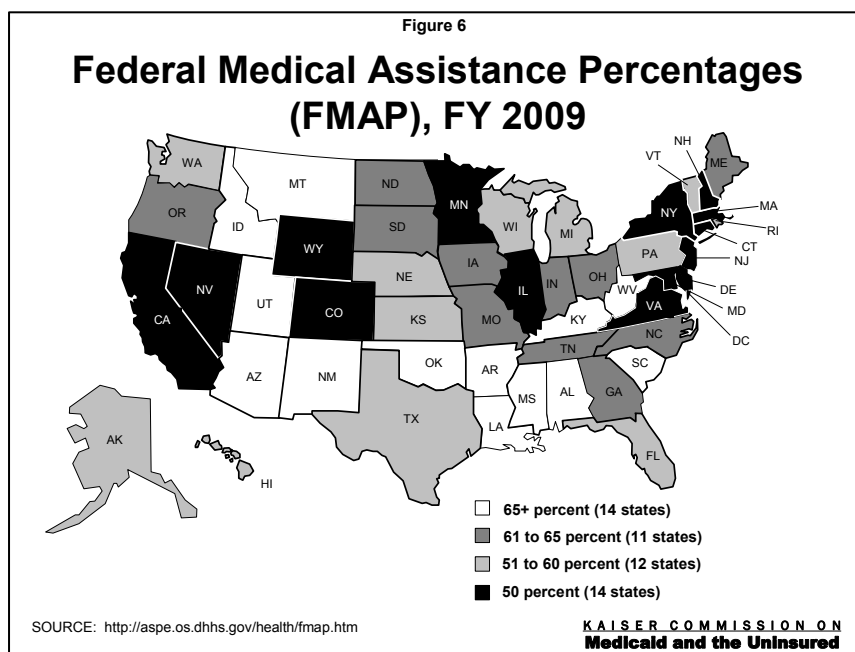 Figure 6
Federal Medical Assistance Percentages
(FMAP), FY 2009
NH
VT
ME
WA
MT
ND
MN
OR
ID
SD
WI
MI
NY
MA
RI
CT
WY
PA
NJ
NV
NE
IA
IL
IN
OH
DE
CA
UT
CO
KS
MO
WV
VA
MD
KY
DC
NC
TN
AZ
NM
OK
AR
SC
MS
AL
GA
TX
LA
AK
FL
HI
65+ percent (14 states)
61 to 65 percent (11 states)
51 to 60 percent (12 states)
50 percent (14 states)
SOURCE: http://aspe.os.dhhs.gov/health/fmap.htm
KAISER COMMISSION ON
Medicaid and the Uninsured